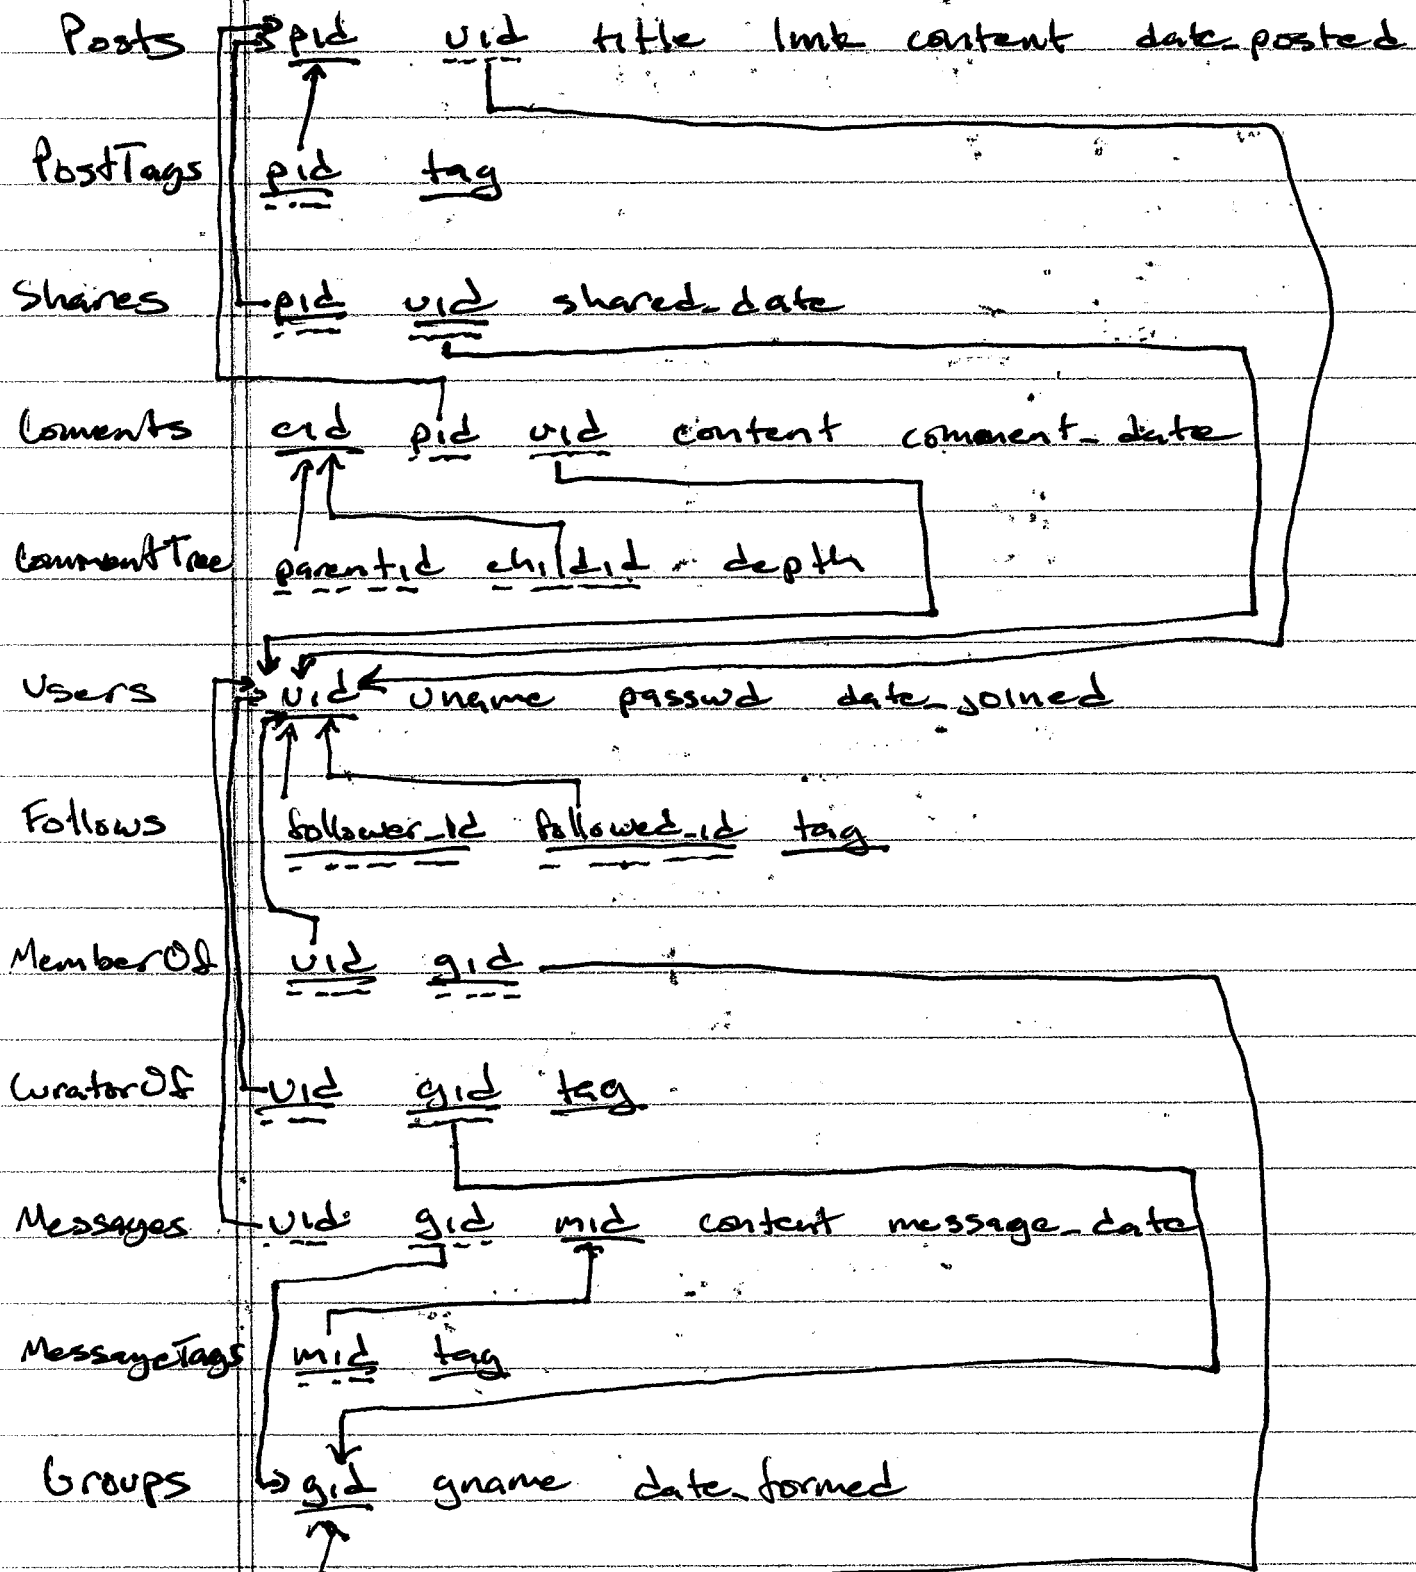 Posts pid uid title link content date_posted
PostTags pid tag
Shares pid uid shared_date
Coments cid pid uid content comment_date
CommentTree parentid childid depth
Users uid uname passwd date_joined
Follows follower_id followed_id tag
MemberOf uid gid
CuratorOf uid gid tag
Messages uid gid mid content message_date
MessageTags mid tag
Groups gid gname date_formed